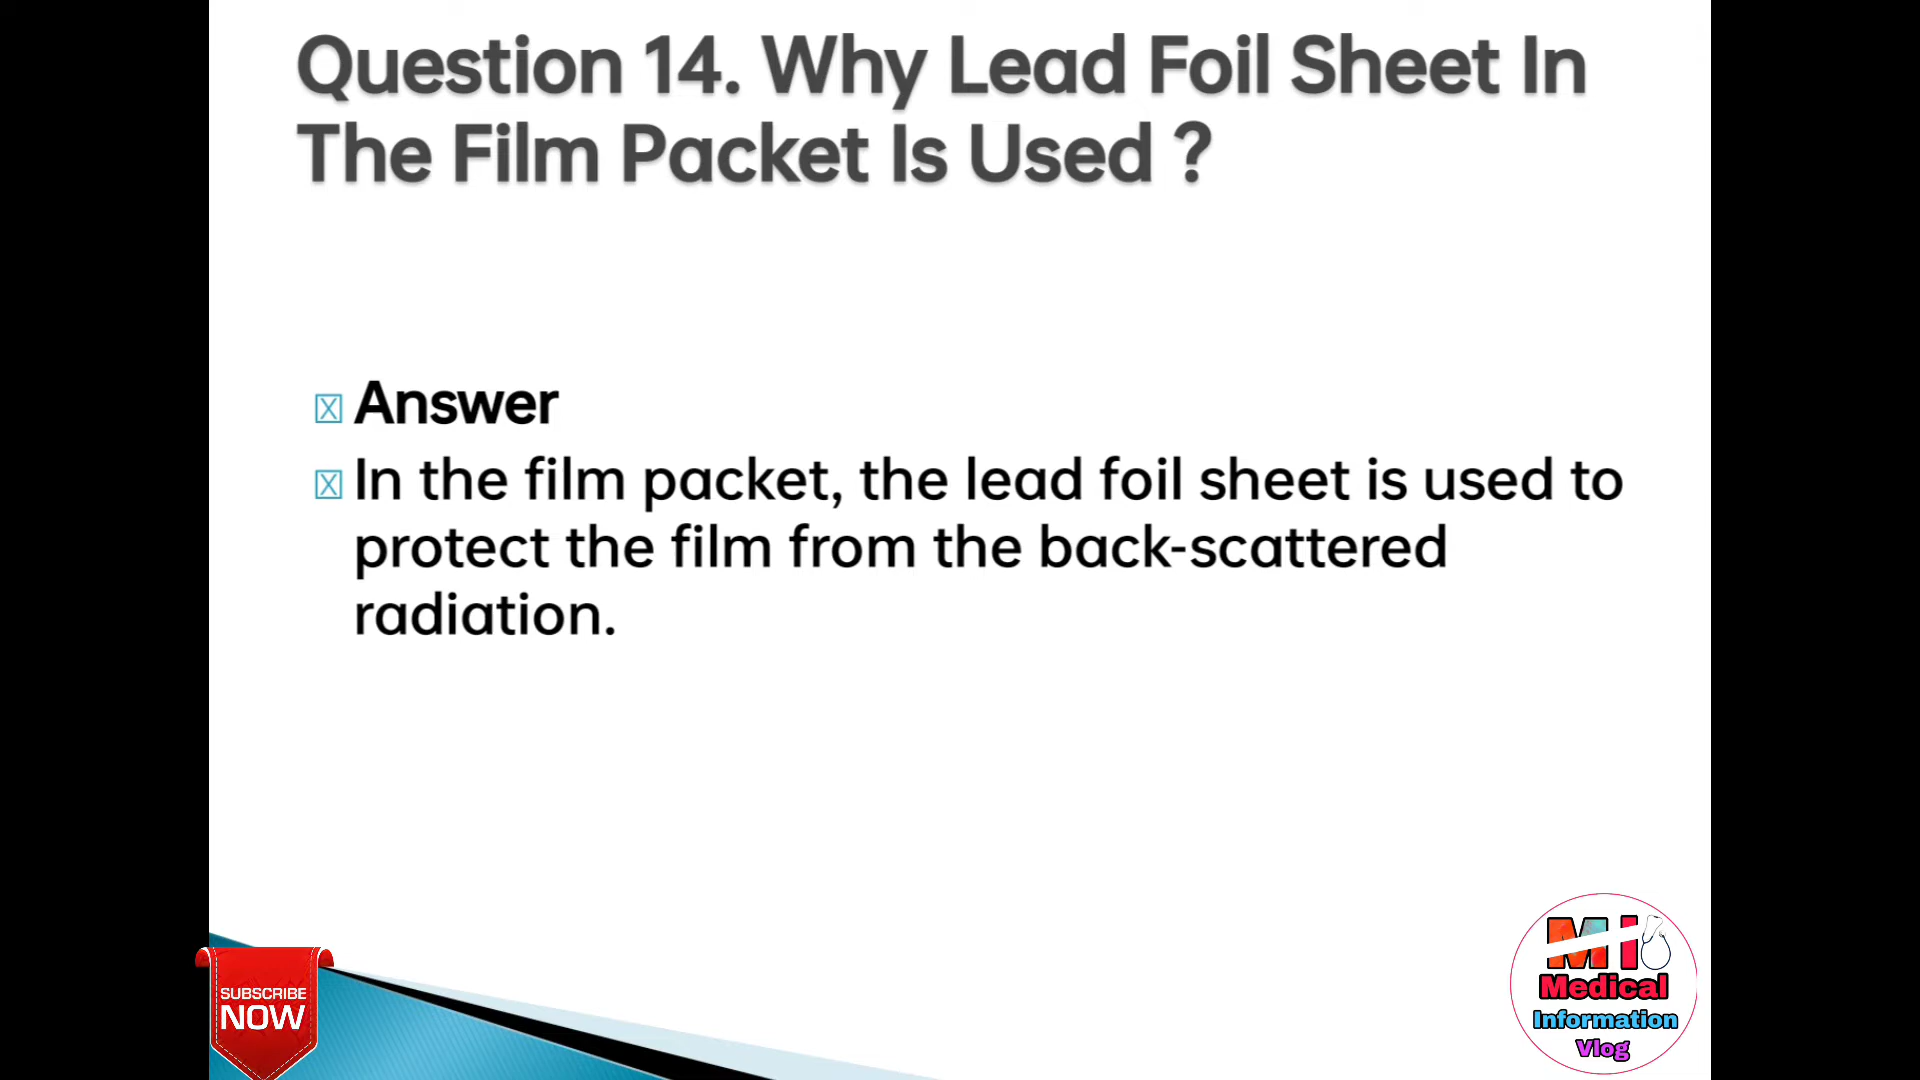 Question 14. Why Lead Foil Sheet In
The Film Packet Is Used ?
Answer
In the film packet, the lead foil sheet is used to
protect the film from the back-scattered
radiation.
SUBSCRIBE
NOW
MI
Medical
Information
Vlog